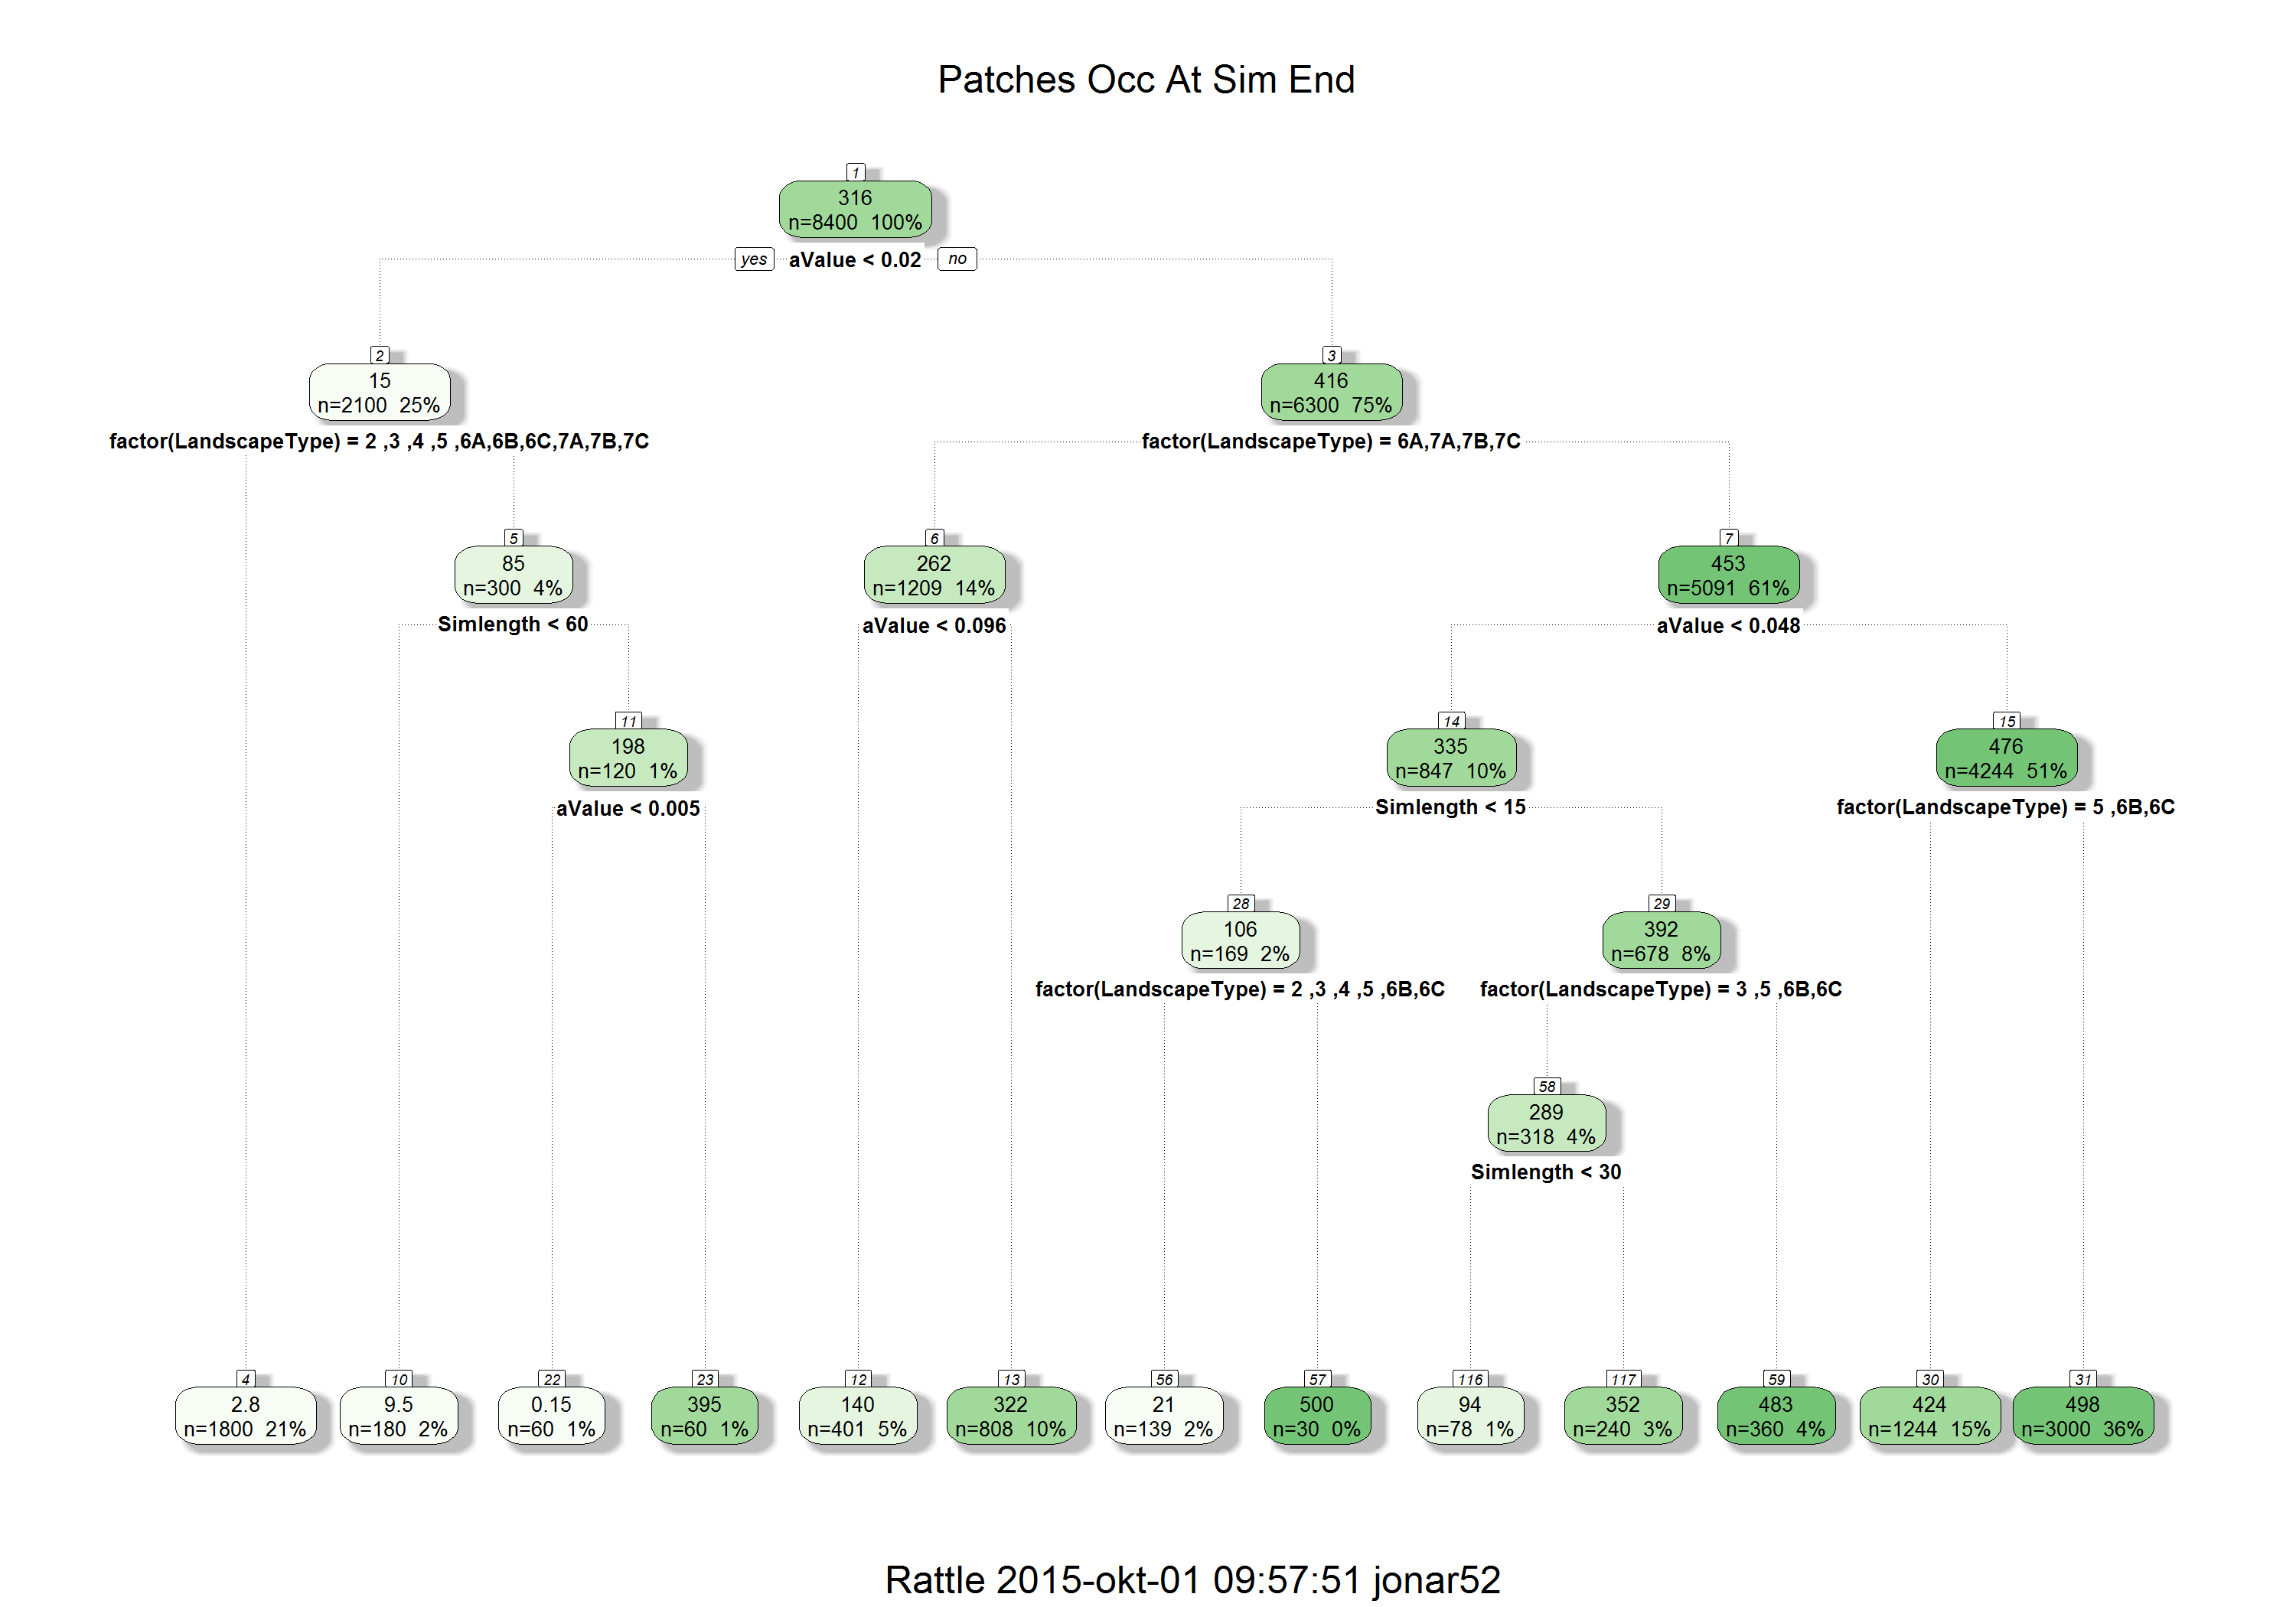 Patches Occ At Sim End
1
316
n=8400 100%
yes
aValue < 0.02
no
2
15
n=2100 25%
3
416
n=6300 75%
factor(LandscapeType) = 2 ,3 ,4 ,5 ,6A,6B,6C,7A,7B,7C
factor(LandscapeType) = 6A,7A,7B,7C
5
85
n=300 4%
6
262
n=1209 14%
7
453
n=5091 61%
Simlength < 60
aValue < 0.096
aValue < 0.048
11
198
n=120 1%
14
335
n=847 10%
15
476
n=4244 51%
aValue < 0.005
Simlength < 15
factor(LandscapeType) = 5 ,6B,6C
28
106
n=169 2%
29
392
n=678 8%
factor(LandscapeType) = 2 ,3 ,4 ,5 ,6B,6C
factor(LandscapeType) = 3 ,5 ,6B,6C
58
289
n=318 4%
Simlength < 30
4
2.8
n=1800 21%
10
9.5
n=180 2%
22
0.15
n=60 1%
23
395
n=60 1%
12
140
n=401 5%
13
322
n=808 10%
56
21
n=139 2%
57
500
n=30 0%
116
94
n=78 1%
117
352
n=240 3%
59
483
n=360 4%
30
424
n=1244 15%
31
498
n=3000 36%
Rattle 2015-okt-01 09:57:51 jonar52